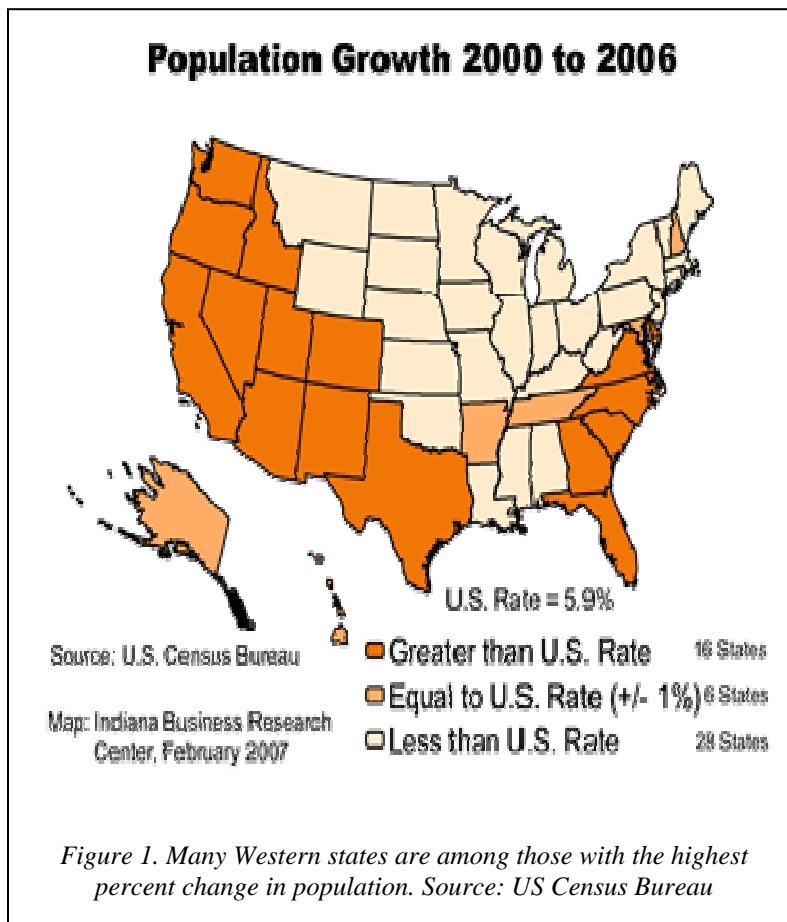 Population Growth 2000 to 2006
U.S. Rate = 5.9%
Source: U.S. Census Bureau
Greater than U.S. Rate 16 States
Equal to U.S. Rate (+/- 1%) 6 States
Map: Indiana Business Research
Center, February 2007
Less than U.S. Rate 28 States
Figure 1. Many Western states are among those with the highest
percent change in population. Source: US Census Bureau